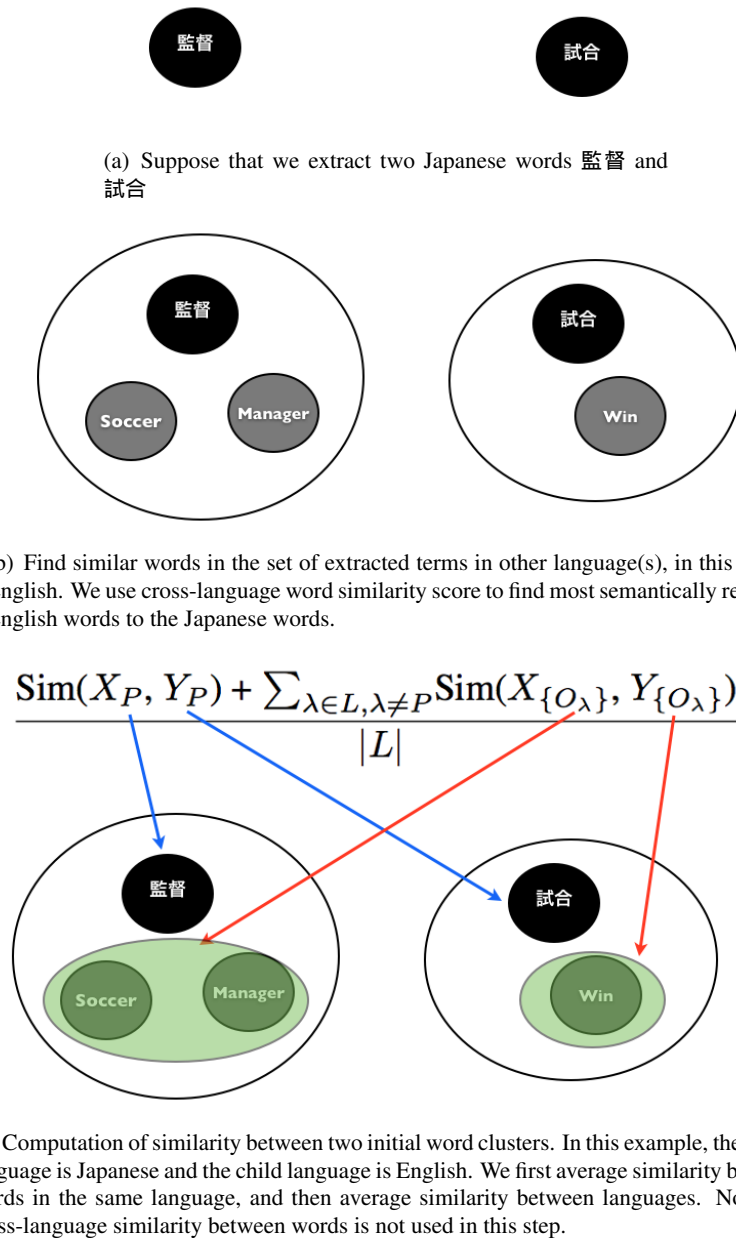 監督
試合
(a) Suppose that we extract two Japanese words 監督 and
試合
監督
試合
Soccer
Manager
Win
) Find similar words in the set of extracted terms in other language(s), in this
nglish. We use cross-language word similarity score to find most semantically re
nglish words to the Japanese words.
Sim(X_P, Y_P) + ∑_{λ∈L,λ≠P} Sim(X_{\{O_λ\}}, Y_{\{O_λ\}})
|L|
監督
試合
Soccer
Manager
Win
Computation of similarity between two initial word clusters. In this example, the
guage is Japanese and the child language is English. We first average similarity b
rds in the same language, and then average similarity between languages. No
ss-language similarity between words is not used in this step.